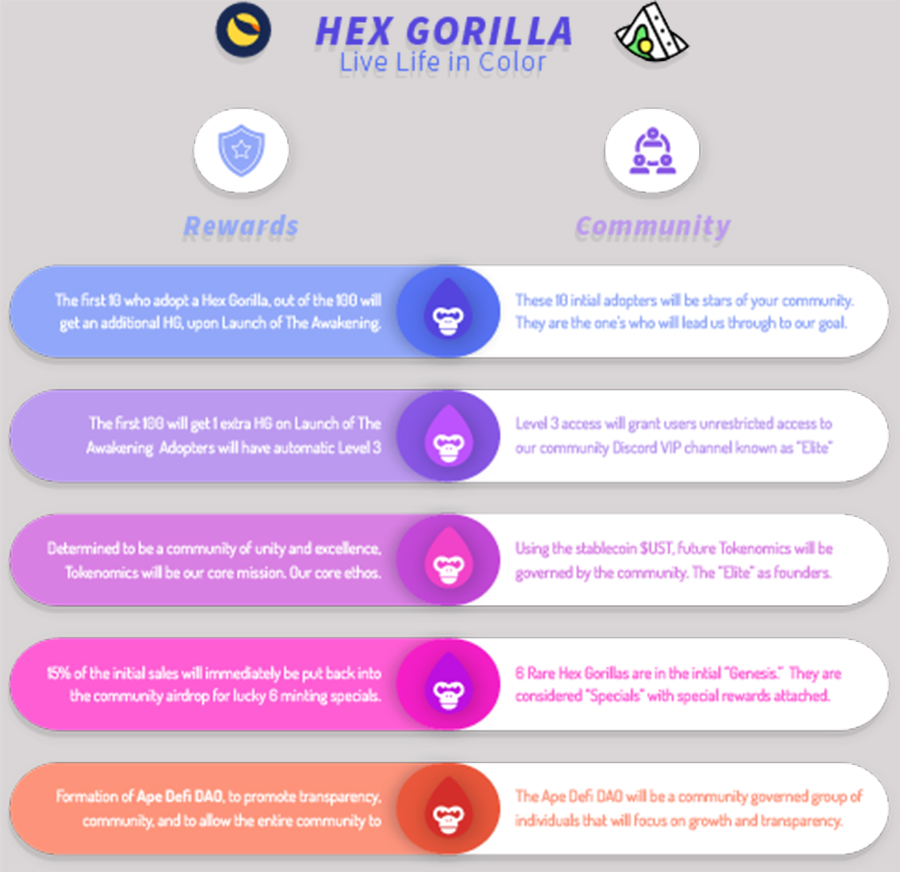 HEX GORILLA
Live Life in Color
Rewards
Community
The first 10 who adopt a Hex Gorilla, out of the 100 will
get an additional HG, upon Launch of The Awakening.
These 10 intial adopters will be stars of your community.
They are the one's who will lead us through to our goal.
The first 100 will get 1 extra HG on Launch of The
Awakening Adopters will have automatic Level 3
Level 3 access will grant users unrestricted access to
our community Discord VIP channel known as "Elite"
Determined to be a community of unity and excellence,
Tokenomics will be our core mission. Our core ethos.
Using the stablecoin $UST, future Tokenomics will be
governed by the community. The "Elite" as founders.
15% of the initial sales will immediately be put back into
the community airdrop for lucky 6 minting specials.
6 Rare Hex Gorillas are in the intial "Genesis." They are
considered "Specials" with special rewards attached.
Formation of Ape Defi DAO, to promote transparency,
community, and to allow the entire community to
The Ape Defi DAO will be a community governed group of
individuals that will focus on growth and transparency.